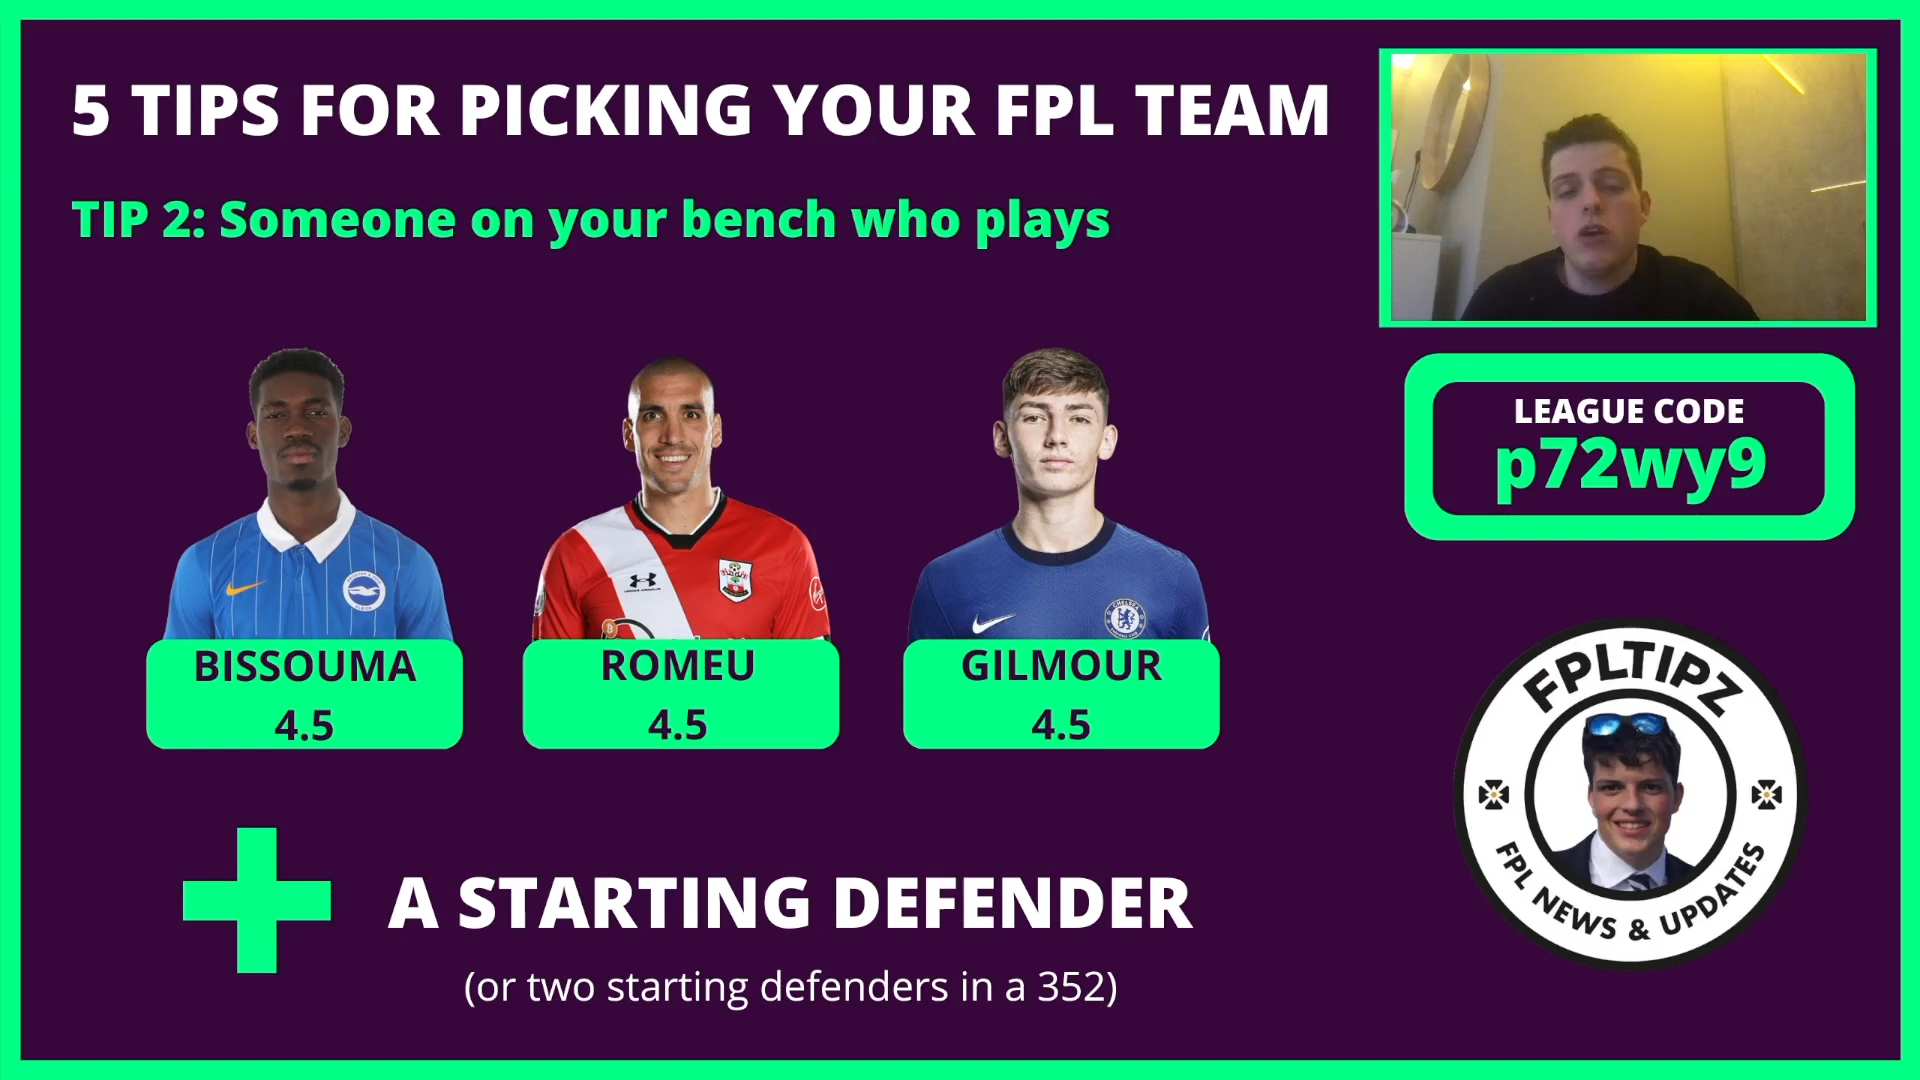 5 TIPS FOR PICKING YOUR FPL TEAM
TIP 2: Someone on your bench who plays
LEAGUE CODE
p72wy9
BISSOUMA
4.5
ROMEU
4.5
GILMOUR
4.5
FPLTIPZ
FPL NEWS & UPDATES
A STARTING DEFENDER
(or two starting defenders in a 352)